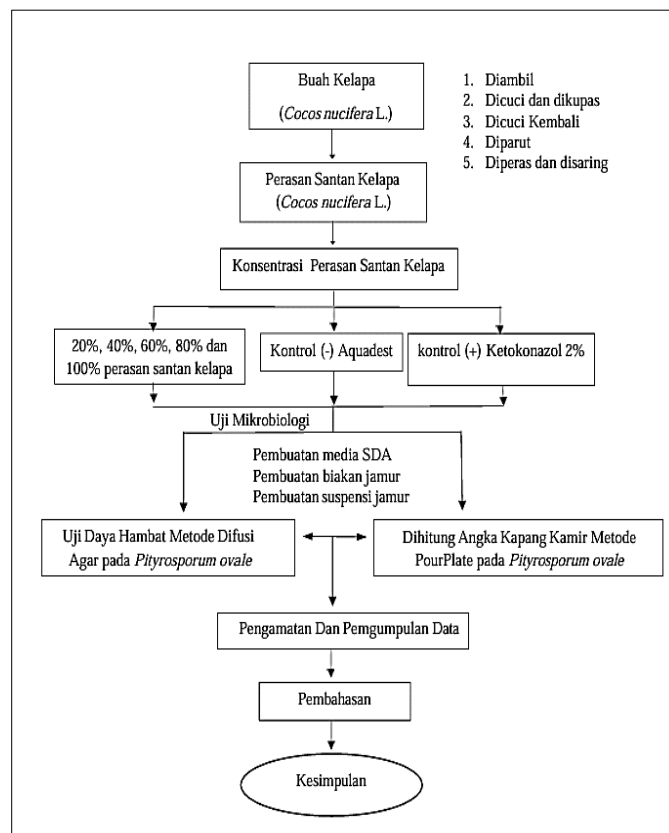 Buah Kelapa
(Cocos nucifera L.)
1. Diambil
2. Dicuci dan dikupas
3. Dicuci Kembali
4. Diparut
5. Diperas dan disaring
Perasan Santan Kelapa
(Cocos nucifera L.)
Konsentrasi Perasan Santan Kelapa
20%, 40%, 60%, 80% dan
100% perasan santan kelapa
Kontrol (-) Aquadest
kontrol (+) Ketokonazol 2%
Uji Mikrobiologi
Pembuatan media SDA
Pembuatan biakan jamur
Pembuatan suspensi jamur
Uji Daya Hambat Metode Difusi
Agar pada Pityrosporum ovale
Dihitung Angka Kapang Kamir Metode
PourPlate pada Pityrosporum ovale
Pengamatan Dan Pemgumpulan Data
Pembahasan
Kesimpulan